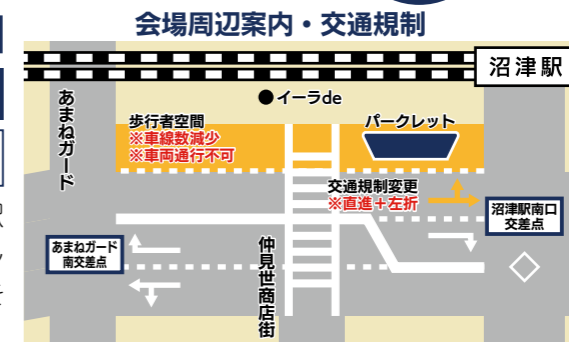 会場周辺案内・交通規制
沼津駅
●イーラde
あまねガード
歩行者空間
※車線数減少
※車両通行不可
パークレット
交通規制変更
※直進＋左折
沼津駅南口
交差点
あまねガード
南交差点
仲見世商店街